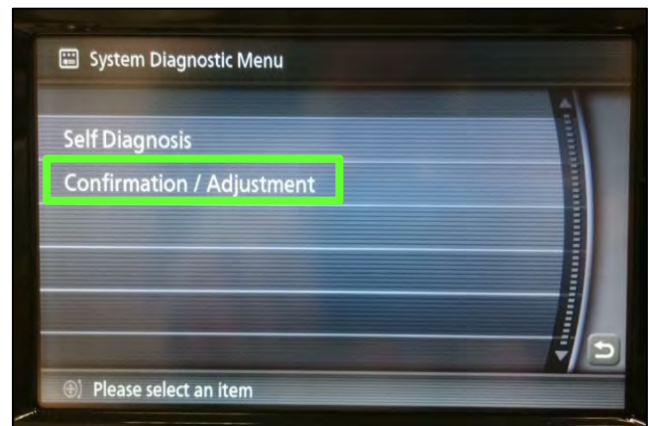 System Diagnostic Menu
Self Diagnosis
Confirmation / Adjustment
Please select an item